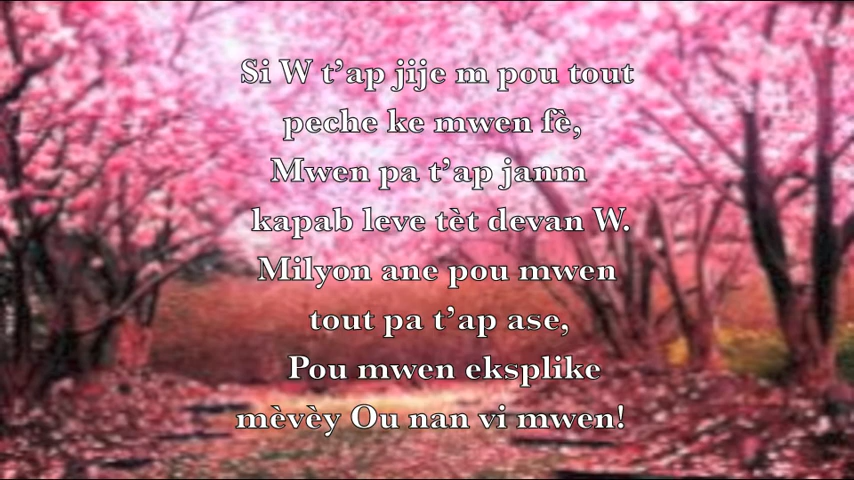 Si W t’ap jije m pou tout
peche ke mwen fè,
Mwen pa t’ap janm
kapab leve tèt devan W.
Milyon ane pou mwen
tout pa t’ap ase,
Pou mwen eksplike
mèvèy Ou nan vi mwen!